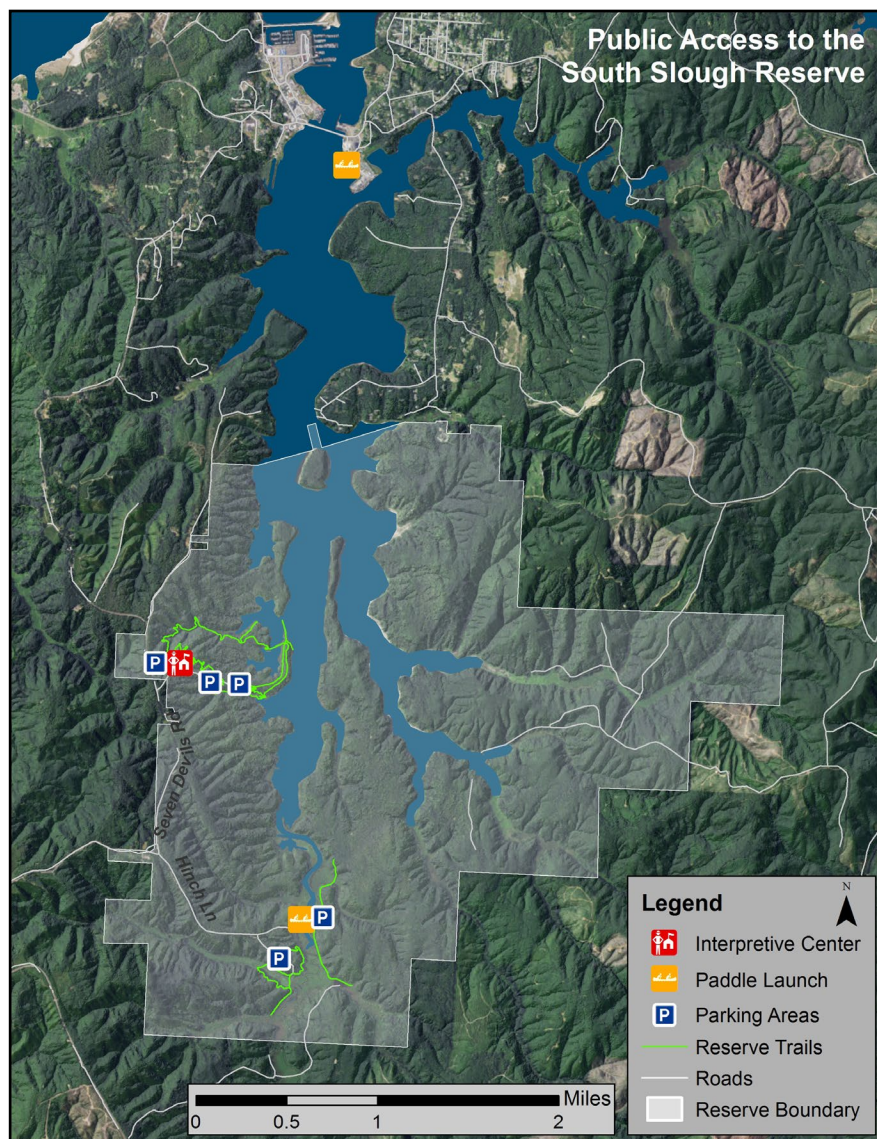 Public Access to the
South Slough Reserve
Seven Devils Rd
Hinch Ln
Legend
N
Interpretive Center
Paddle Launch
P Parking Areas
Reserve Trails
Roads
Reserve Boundary
P
P
P
P
P
Miles
0 0.5 1 2